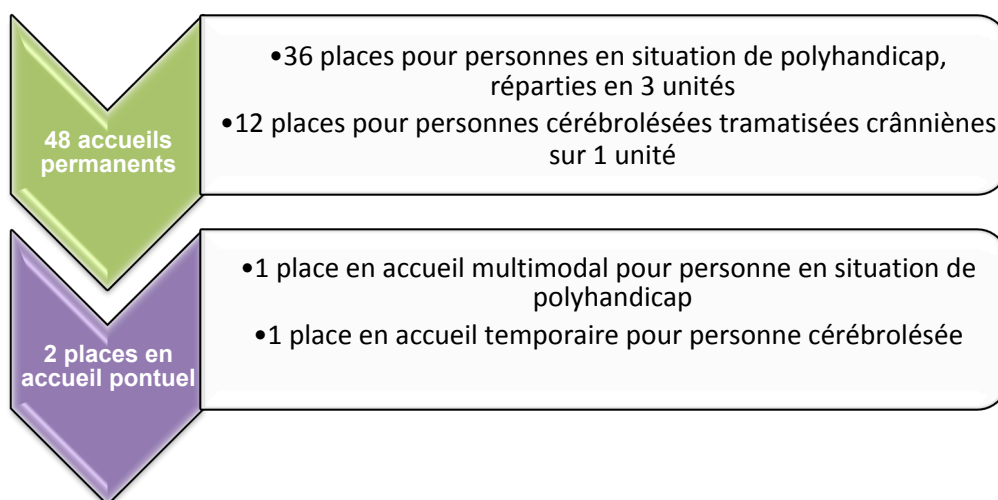 48 accueils
permanents
•36 places pour personnes en situation de polyhandicap,
réparties en 3 unités
•12 places pour personnes cérébrolésées tramatisées crânniènes
sur 1 unité
2 places en
accueil pontuel
•1 place en accueil multimodal pour personne en situation de
polyhandicap
•1 place en accueil temporaire pour personne cérébrolésée